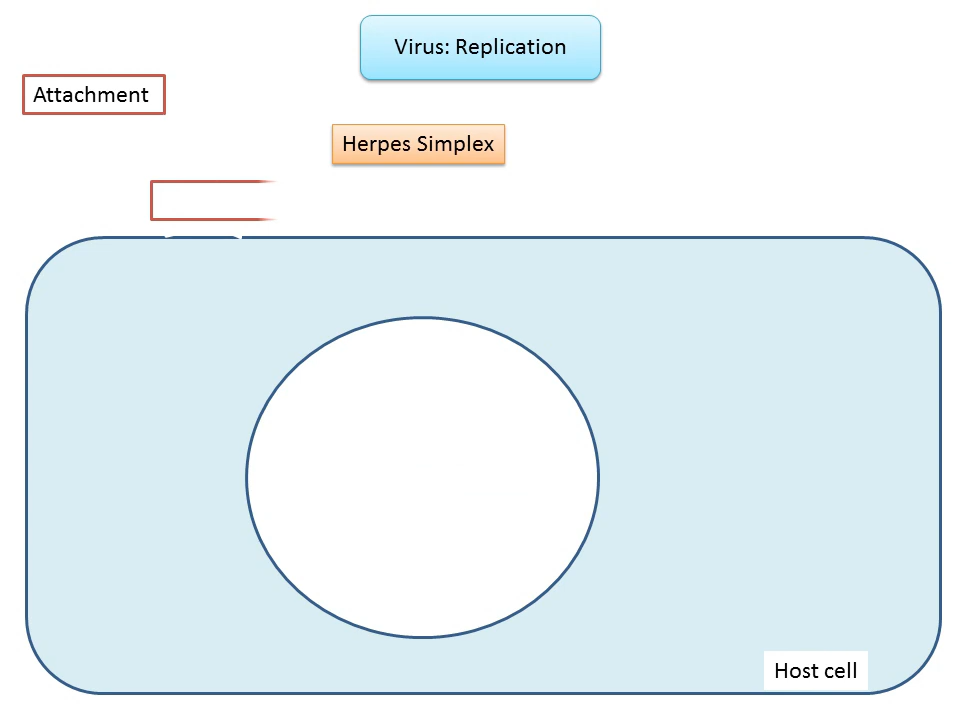 Virus: Replication
Attachment
Herpes Simplex
Host cell